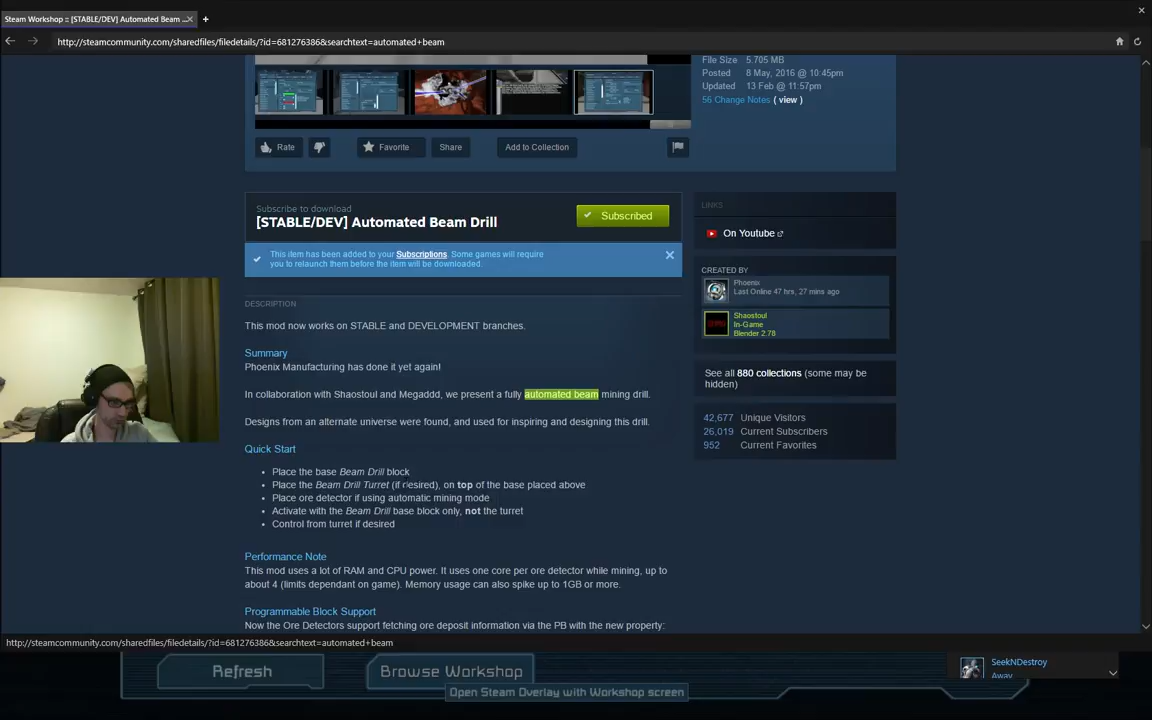 Steam Workshop :: [STABLE/DEV] Automated Beam ...
http://steamcommunity.com/sharedfiles/filedetails/?id=681276386&searchtext=automated+beam
File Size 5.705 MB
Posted 8 May, 2016 @ 10:45pm
Updated 13 Feb @ 11:57pm
56 Change Notes ( view )
Rate Favorite Share Add to Collection
Subscribe to download
[STABLE/DEV] Automated Beam Drill
Subscribed
This item has been added to your Subscriptions. Some games will require
you to relaunch them before the item will be downloaded.
LINKS
On Youtube
CREATED BY
Phoenix
Last Online 47 hrs, 27 mins ago
Shaostoul
In-Game
Blender 2.78
See all 880 collections (some may be
hidden)
42,677 Unique Visitors
26,019 Current Subscribers
952 Current Favorites
DESCRIPTION
This mod now works on STABLE and DEVELOPMENT branches.
Summary
Phoenix Manufacturing has done it yet again!
In collaboration with Shaostoul and Megaddd, we present a fully automated beam mining drill.
Designs from an alternate universe were found, and used for inspiring and designing this drill.
Quick Start
• Place the base Beam Drill block
• Place the Beam Drill Turret (if desired), on top of the base placed above
• Place ore detector if using automatic mining mode
• Activate with the Beam Drill base block only, not the turret
• Control from turret if desired
Performance Note
This mod uses a lot of RAM and CPU power. It uses one core per ore detector while mining, up to
about 4 (limits dependant on game). Memory usage can also spike up to 1GB or more.
Programmable Block Support
Now the Ore Detectors support fetching ore deposit information via the PB with the new property:
http://steamcommunity.com/sharedfiles/filedetails/?id=681276386&searchtext=automated+beam
Refresh
Browse Workshop
Open Steam Overlay with Workshop screen
SeekNDestroy
Away